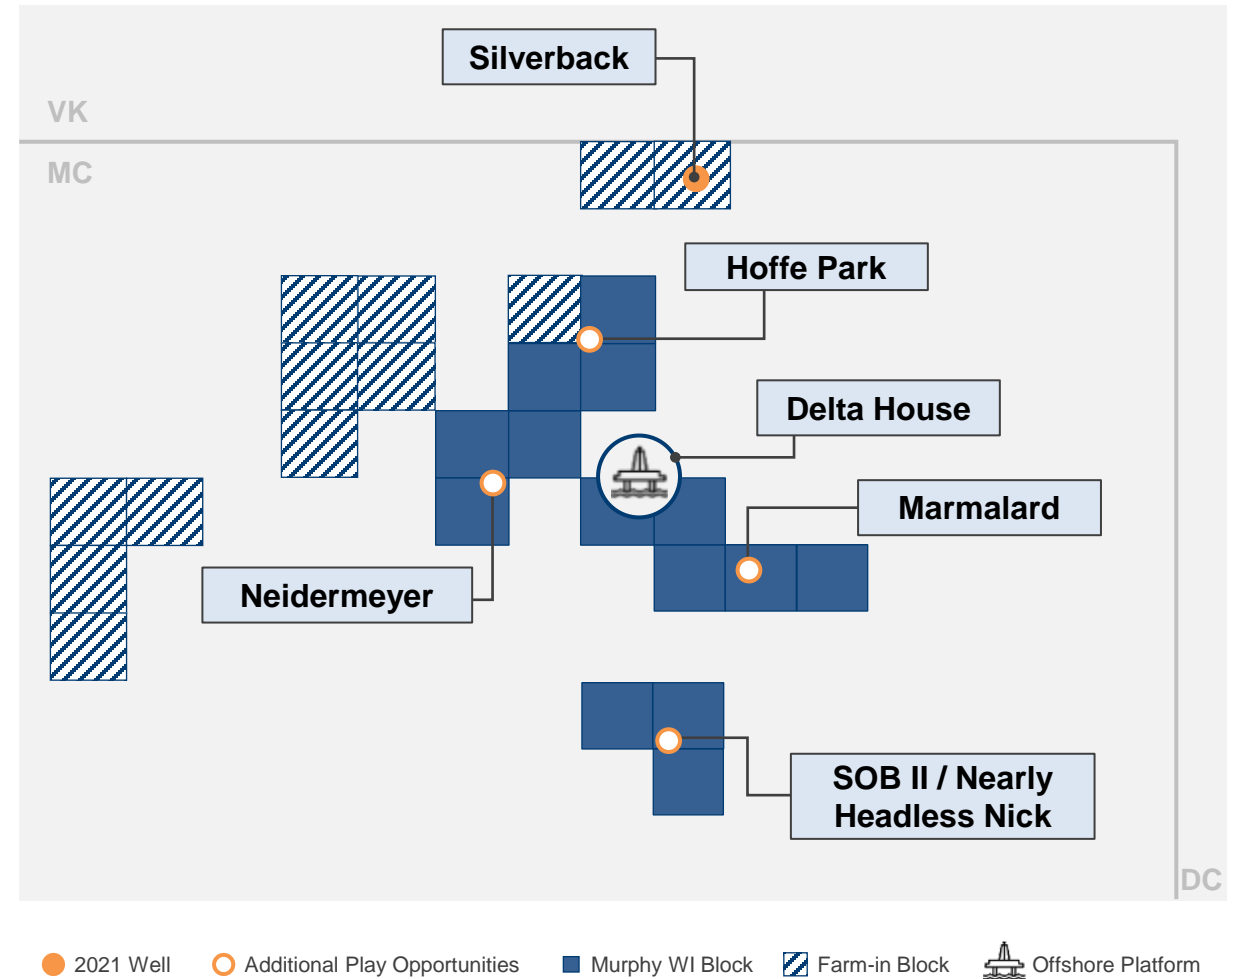 Silverback
VK
MC
Hoffe Park
Delta House
Marmalard
Neidermeyer
SOB II / Nearly
Headless Nick
DC
2021 Well
Additional Play Opportunities
Murphy WI Block
Farm-in Block
Offshore Platform